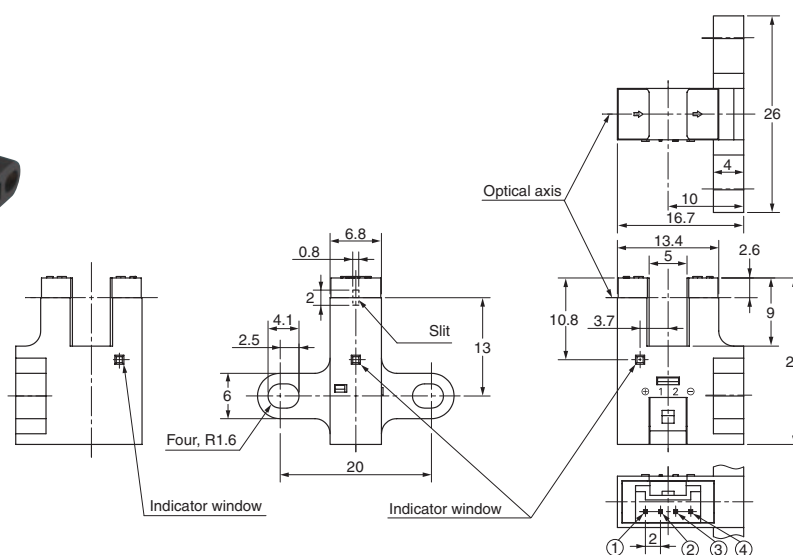 26
4
10
16.7
Optical axis
6.8
0.8
2
4.1
2.5
Slit
13
6
Four, R1.6
20
Indicator window
Indicator window
13.4
5
2.6
10.8
3.7
9
⊕ 1 2 ⊖
① 2 ② ③ ④